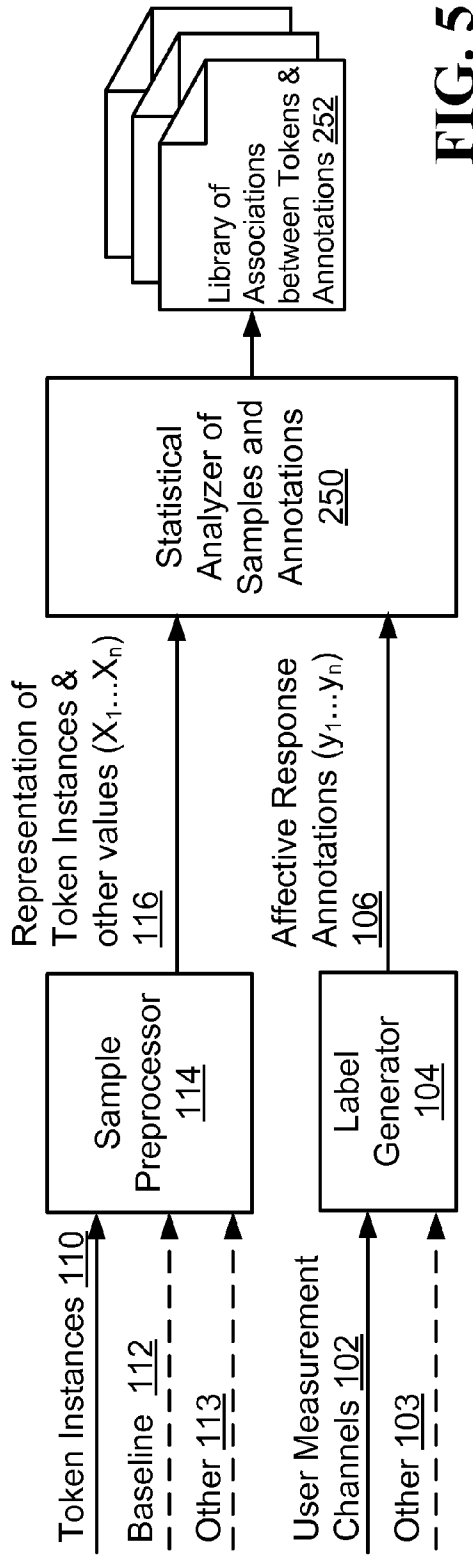 Token Instances 110
Baseline 112
Other 113
Sample
Preprocessor
114
Representation of
Token Instances &
other values (X₁...Xₙ)
116
User Measurement
Channels 102
Other 103
Label
Generator
104
Affective Response
Annotations (y₁...yₙ)
106
Statistical
Analyzer of
Samples and
Annotations
250
Library of
Associations
between Tokens &
Annotations 252
FIG. 5